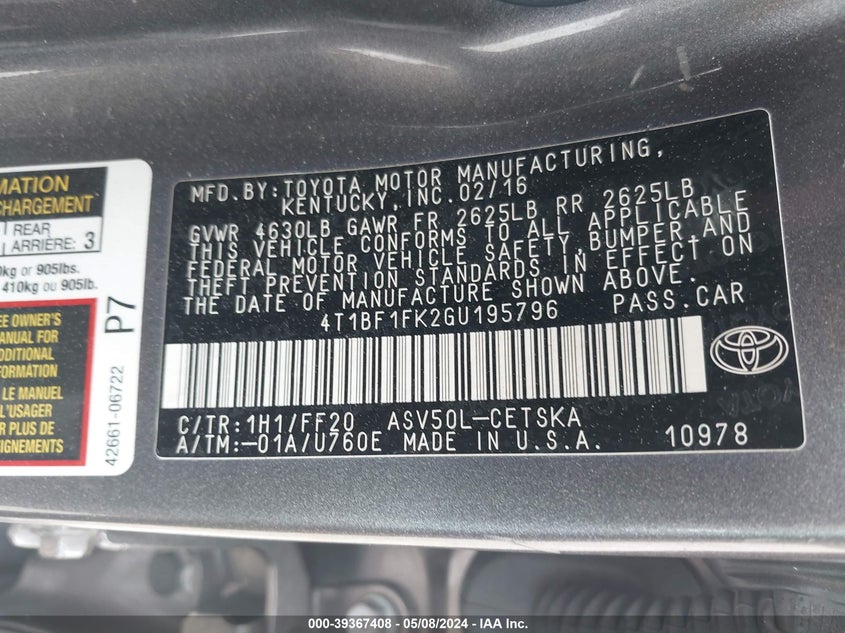 MATION
CHARGEMENT
REAR
ARRIÈRE: 3
kg or 905lbs.
410kg ou 905lb.
OWNER'S
MANUAL FOR
ADDITIONAL
LE MANUEL
L'USAGER
PLUS DE
P7
42661-06722
MFD.BY:TOYOTA MOTOR MANUFACTURING,
KENTUCKY,INC.02/16
GVWR 4630LB GAWR FR 2625LB RR 2625LB
THIS VEHICLE CONFORMS TO ALL APPLICABLE
FEDERAL MOTOR VEHICLE SAFETY,BUMPER,AND
THEFT PREVENTION STANDARDS IN EFFECT ON
THE DATE OF MANUFACTURE SHOWN ABOVE.
4T1BF1FK2GU195796 PASS.CAR
C/TR:1H1/FF20 ASV50L-CETSKA
A/TM:-01A/U760E MADE IN U.S.A. 10978
000-39367408 - 05/08/2024 - IAA Inc.